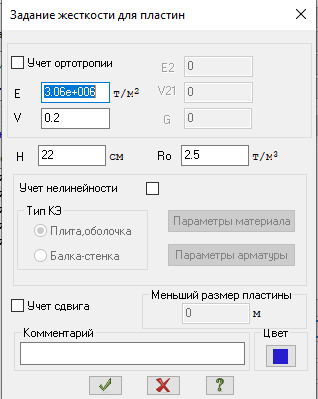 Задание жесткости для пластин
Учет ортотропии
E2 0
E 3.06e+006 т/м²
V21 0
V 0.2
G 0
H 22 см Ro 2.5 т/м³
Учет нелинейности
Тип КЭ
Плита,оболочка
Балка-стенка
Параметры материала
Параметры арматуры
Учет сдвига
Меньший размер пластины
0 м
Комментарий
Цвет
?